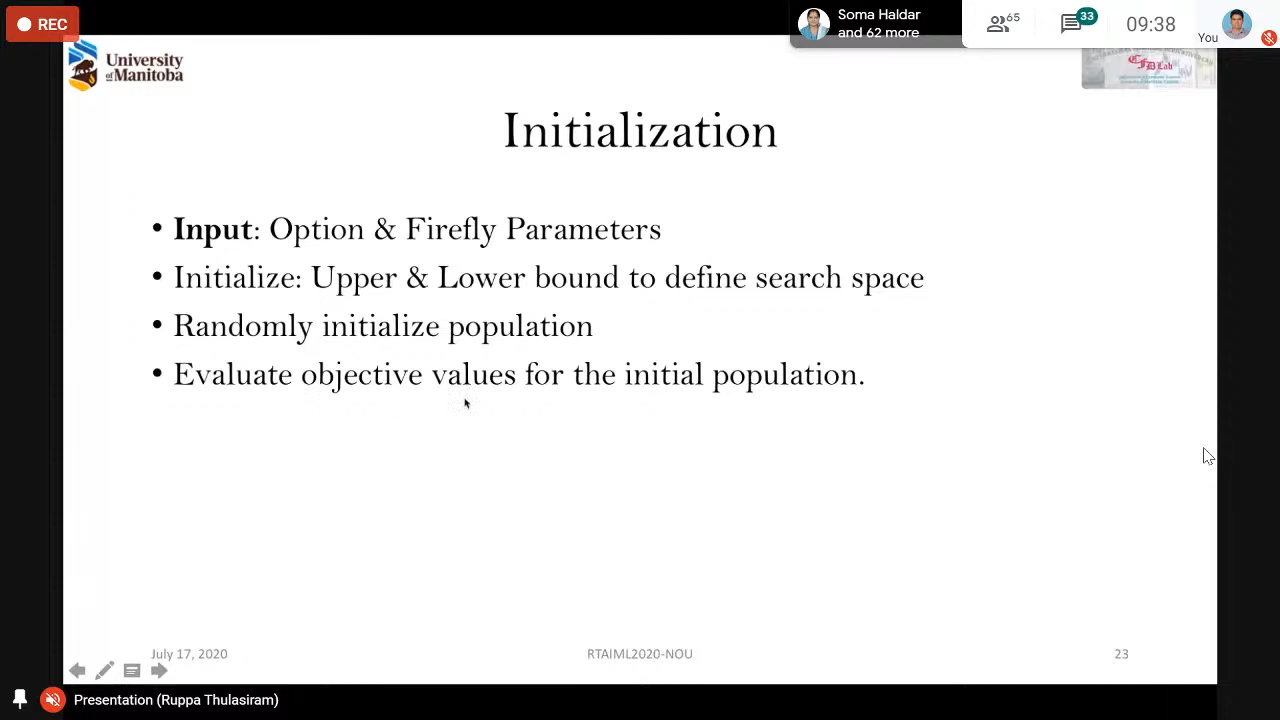 REC
Soma Haldar
and 62 more
65
33
09:38
You
University
of Manitoba
CFD Lab
Initialization
• Input: Option & Firefly Parameters
• Initialize: Upper & Lower bound to define search space
• Randomly initialize population
• Evaluate objective values for the initial population.
July 17, 2020
RTAIML2020-NOU
23
Presentation (Ruppa Thulasiram)